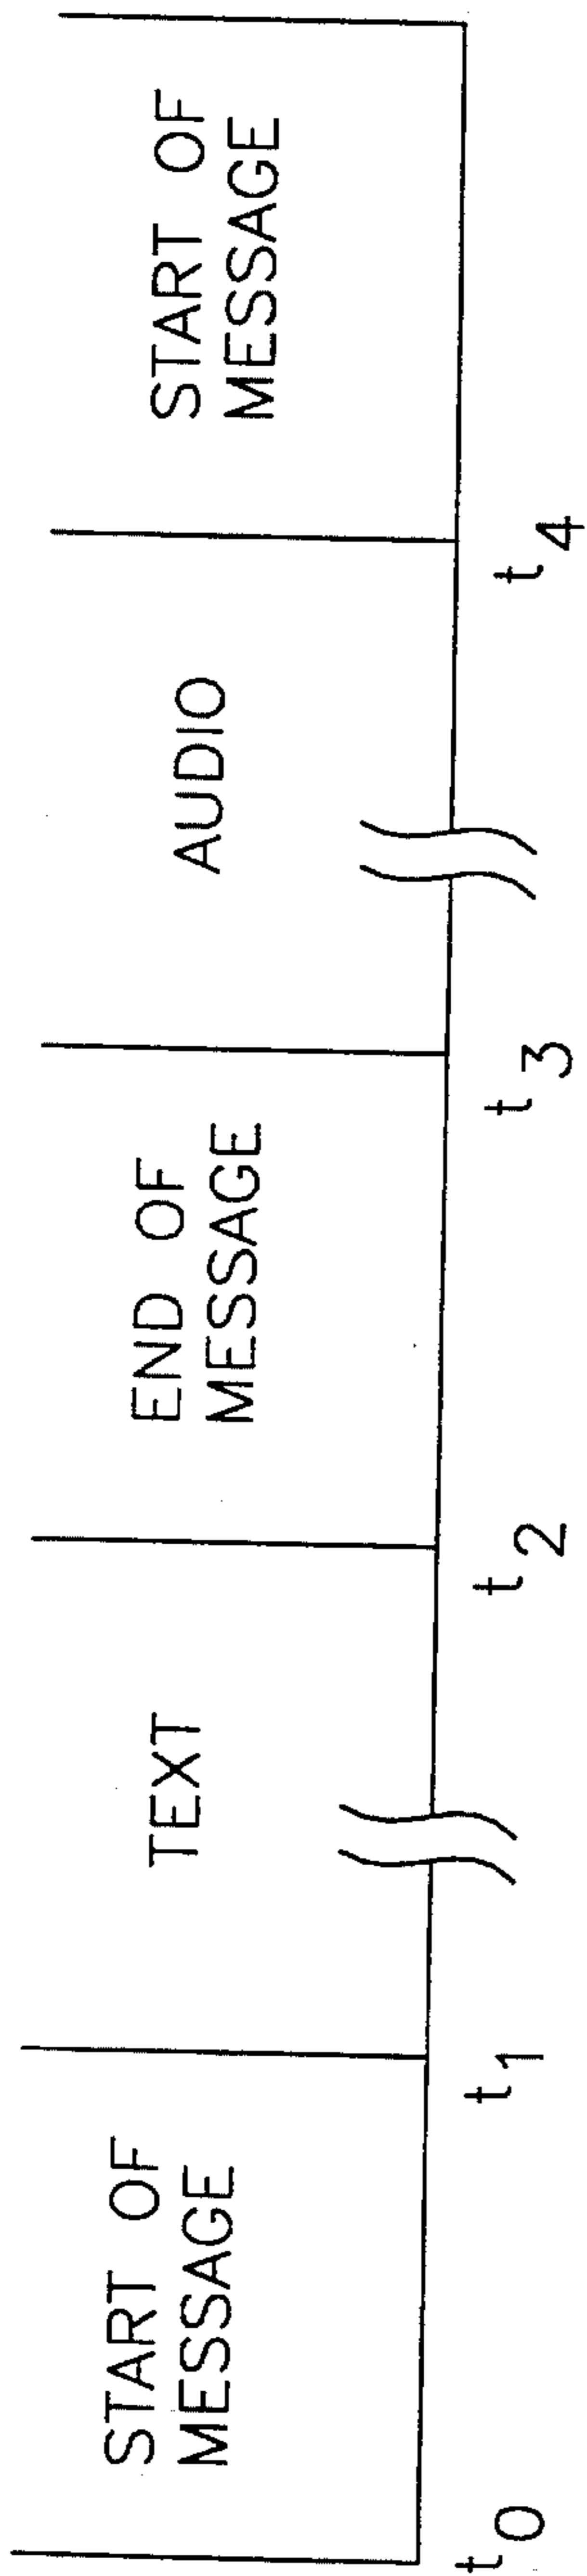 START OF
MESSAGE
TEXT
END OF
MESSAGE
AUDIO
START OF
MESSAGE
t0
t1
t2
t3
t4